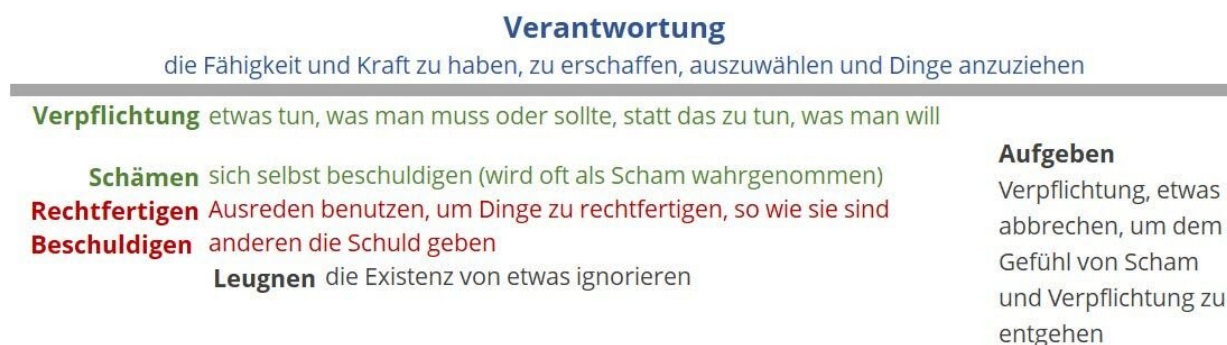 Verantwortung
die Fähigkeit und Kraft zu haben, zu erschaffen, auszuwählen und Dinge anzuziehen
Verpflichtung etwas tun, was man muss oder sollte, statt das zu tun, was man will
Schämen sich selbst beschuldigen (wird oft als Scham wahrgenommen)
Rechtfertigen Ausreden benutzen, um Dinge zu rechtfertigen, so wie sie sind
Beschuldigen anderen die Schuld geben
Leugnen die Existenz von etwas ignorieren
Aufgeben
Verpflichtung, etwas
abbrechen, um dem
Gefühl von Scham
und Verpflichtung zu
entgehen